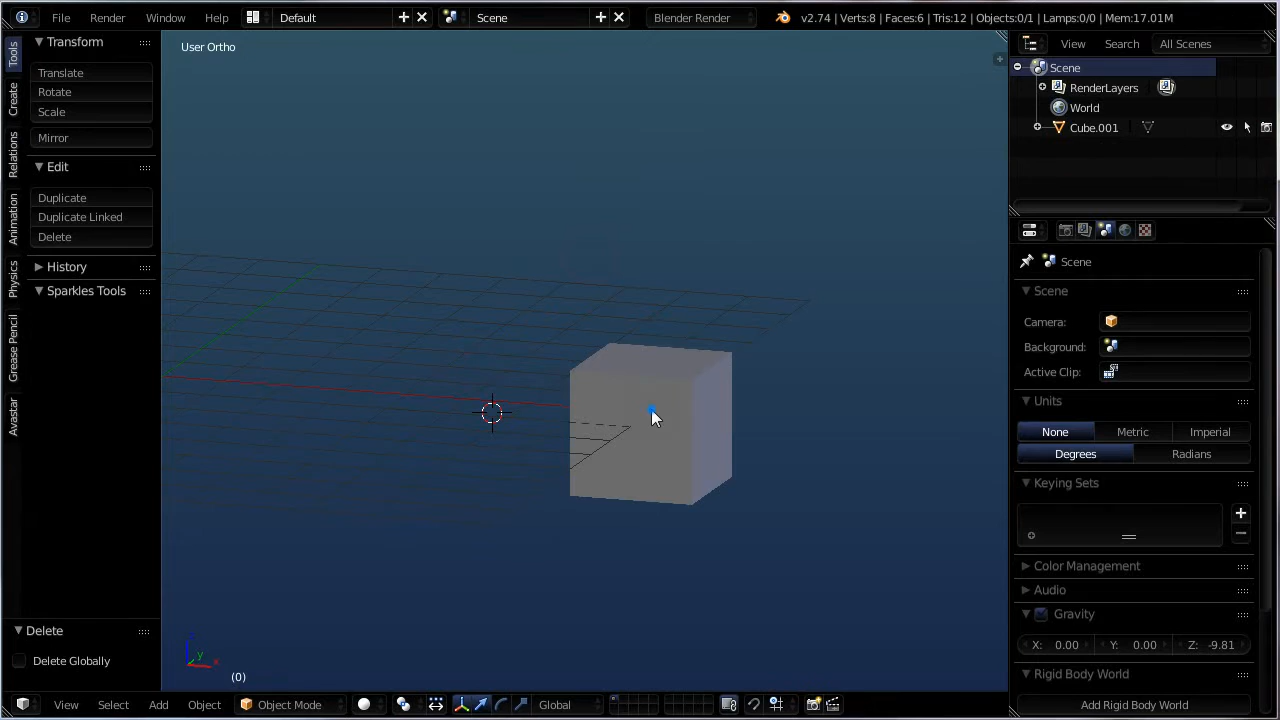 File Render Window Help Default Scene Blender Render v2.74 | Verts:8 | Faces:6 | Tris:12 | Objects:0/1 | Lamps:0/0 | Mem:17.01M
Tools
Create
Relations
Animation
Physics
Grease Pencil
Avastar
Transform
Translate
Rotate
Scale
Mirror
Edit
Duplicate
Duplicate Linked
Delete
History
Sparkles Tools
Delete
Delete Globally
User Ortho
z
y
x
(0)
View Select Add Object Object Mode Global
View Search All Scenes
Scene
RenderLayers
World
Cube.001
Scene
Scene
Camera:
Background:
Active Clip:
Units
None Metric Imperial
Degrees Radians
Keying Sets
Color Management
Audio
Gravity
X: 0.00 Y: 0.00 Z: -9.81
Rigid Body World
Add Rigid Body World